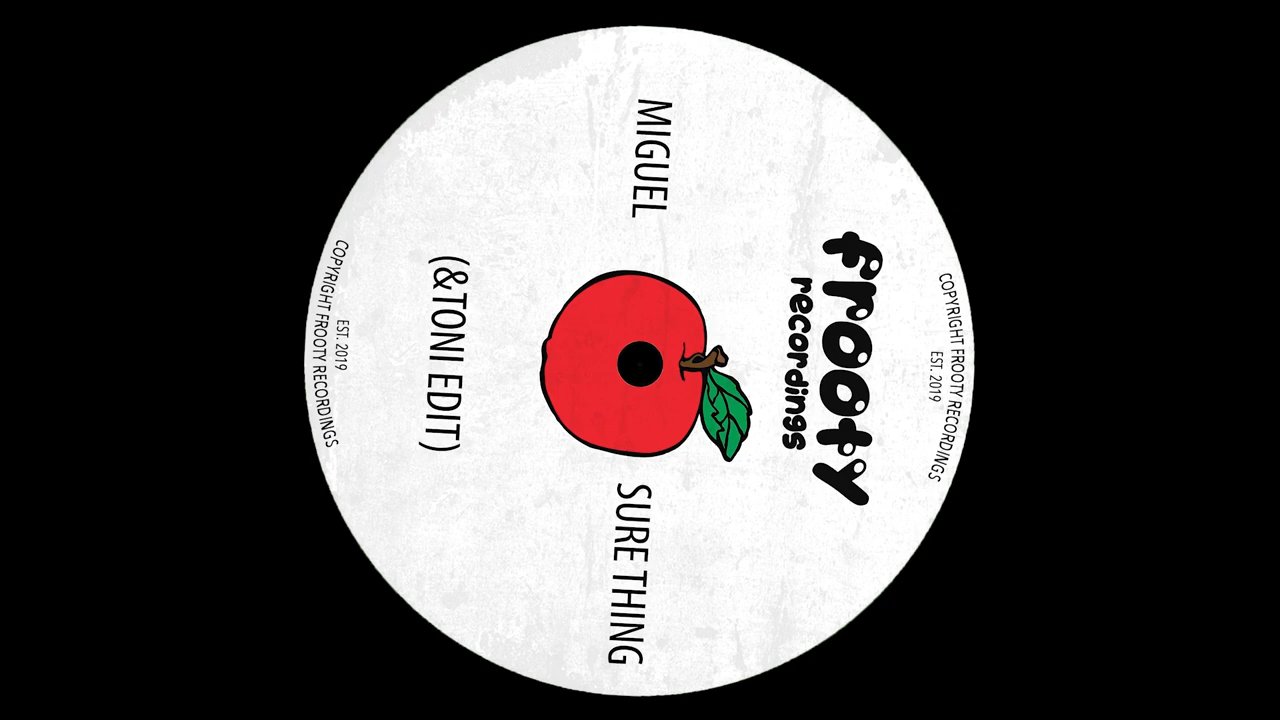 COPYRIGHT FROOTY RECORDINGS
EST. 2019
frooty
recordings
MIGUEL
SURE THING
(&TONI EDIT)
EST. 2019
COPYRIGHT FROOTY RECORDINGS